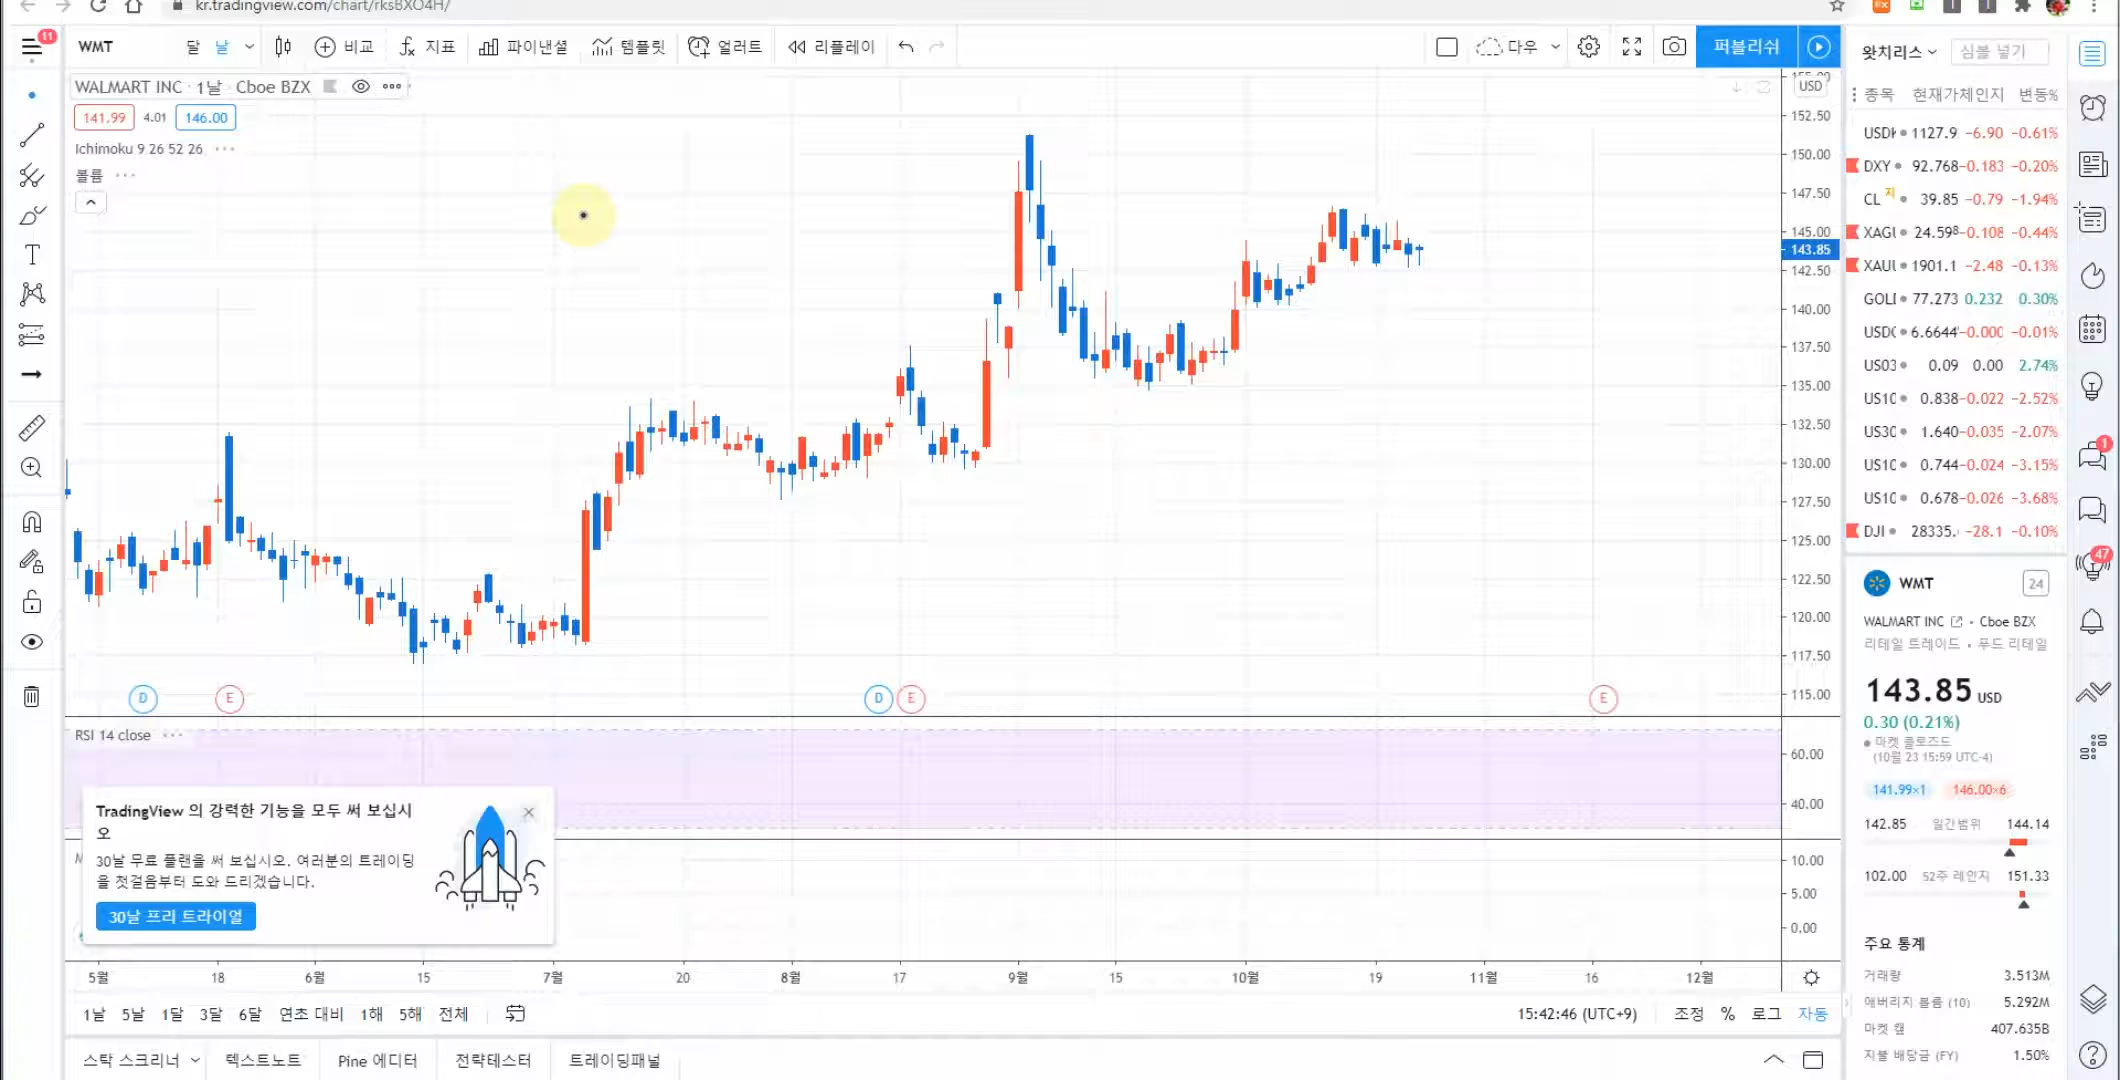 kr.tradingview.com/chart/rksBXO4H/
11
WMT
달 날
비교
지표
파이낸셜
템플릿
얼러트
리플레이
다우
퍼블리쉬
WALMART INC · 1날 · Cboe BZX
141.99 4.01 146.00
Ichimoku 9 26 52 26
볼륨
USD
155.00
152.50
150.00
147.50
145.00
143.85
142.50
140.00
137.50
135.00
132.50
130.00
127.50
125.00
122.50
120.00
117.50
115.00
D E D E E
RSI 14 close
60.00
40.00
10.00
5.00
0.00
TradingView 의 강력한 기능을 모두 써 보십시
오
30날 무료 플랜을 써 보십시오. 여러분의 트레이딩
을 첫걸음부터 도와 드리겠습니다.
30날 프리 트라이얼
5월 18 6월 15 7월 20 8월 17 9월 15 10월 19 11월 16 12월
1날 5날 1달 3달 6달 연초 대비 1해 5해 전체
15:42:46 (UTC+9) 조정 % 로그 자동
스탁 스크리너 텍스트노트 Pine 에디터 전략테스터 트레이딩패널
왓치리스 심볼 넣기
종목 현재가 체인지 변동%
1127.9 −6.90 −0.61%
DXY 92.768 −0.183 −0.20%
CL 지 39.85 −0.79 −1.94%
24.598 −0.108 −0.44%
1901.1 −2.48 −0.13%
77.273 0.232 0.30%
6.6644 −0.000 −0.01%
US03 0.09 0.00 2.74%
US10 0.838 −0.022 −2.52%
US30 1.640 −0.035 −2.07%
US10 0.744 −0.024 −3.15%
US10 0.678 −0.026 −3.68%
DJI 28335. −28.1 −0.10%
WMT 24
WALMART INC · Cboe BZX
리테일 트레이드 · 푸드 리테일
143.85 USD
0.30 (0.21%)
마켓 클로즈드
(10월 23 15:59 UTC-4)
141.99×1 146.00×6
142.85 일간범위 144.14
102.00 52주 레인지 151.33
주요 통계
거래량 3.513M
애버리지 볼륨 (10) 5.292M
마켓 캪 407.635B
지불 배당금 (FY) 1.50%
1
47